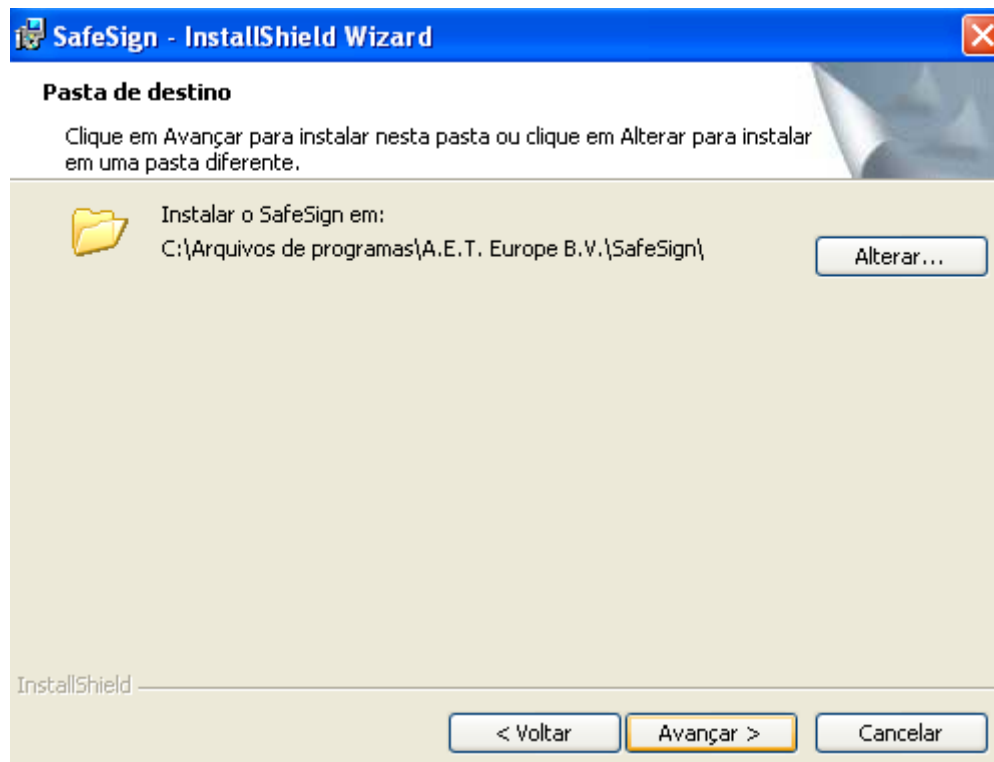 SafeSign - InstallShield Wizard
Pasta de destino
Clique em Avançar para instalar nesta pasta ou clique em Alterar para instalar
em uma pasta diferente.
Instalar o SafeSign em:
C:\Arquivos de programas\A.E.T. Europe B.V.\SafeSign\
Alterar...
InstallShield
< Voltar
Avançar >
Cancelar